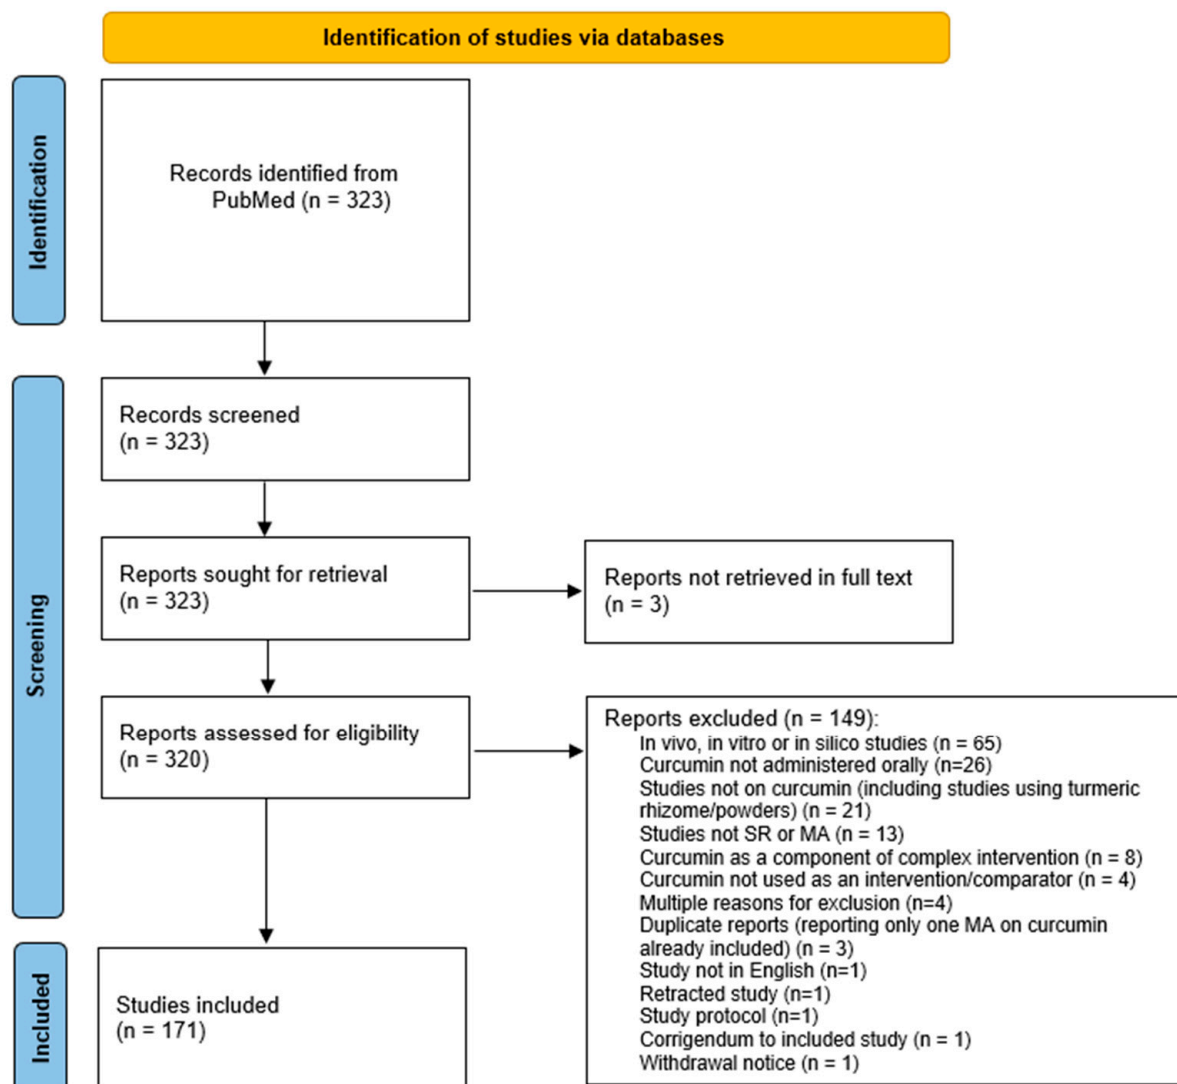 Identification of studies via databases
Identification
Records identified from
PubMed (n = 323)
Screening
Records screened
(n = 323)
Reports sought for retrieval
(n = 323)
Reports not retrieved in full text
(n = 3)
Reports assessed for eligibility
(n = 320)
Reports excluded (n = 149):
In vivo, in vitro or in silico studies (n = 65)
Curcumin not administered orally (n=26)
Studies not on curcumin (including studies using turmeric
rhizome/powders) (n = 21)
Studies not SR or MA (n = 13)
Curcumin as a component of complex intervention (n = 8)
Curcumin not used as an intervention/comparator (n = 4)
Multiple reasons for exclusion (n=4)
Duplicate reports (reporting only one MA on curcumin
already included) (n = 3)
Study not in English (n=1)
Retracted study (n=1)
Study protocol (n=1)
Corrigendum to included study (n = 1)
Withdrawal notice (n = 1)
Included
Studies included
(n = 171)